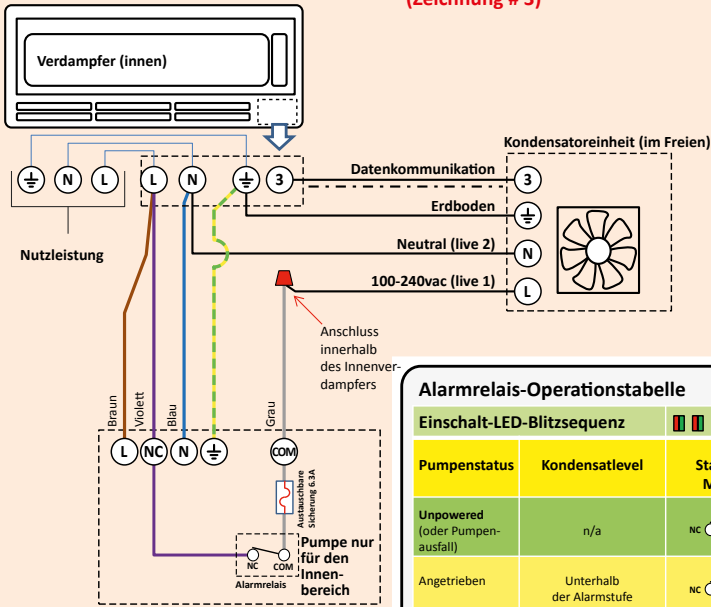 (Zeichnung # 3)
Verdampfer (innen)
Kondensatoreinheit (im Freien)
N
L
L
N
3
Datenkommunikation
3
Erdboden
Neutral (live 2)
N
100-240vac (live 1)
L
Nutzleistung
Anschluss
innerhalb
des Innenver-
dampfers
Braun
Violett
Blau
Grau
L
NC
N
COM
Austauschbare
Sicherung 6.3A
NC
COM
Alarmrelais
Pumpe nur
für den
Innen-
bereich
Alarmrelais-Operationstabelle
Einschalt-LED-Blitzsequenz
Pumpenstatus
Kondensatlevel
Unpowered
(oder Pumpen-
ausfall)
n/a
NC
Angetrieben
Unterhalb
der Alarmstufe
NC